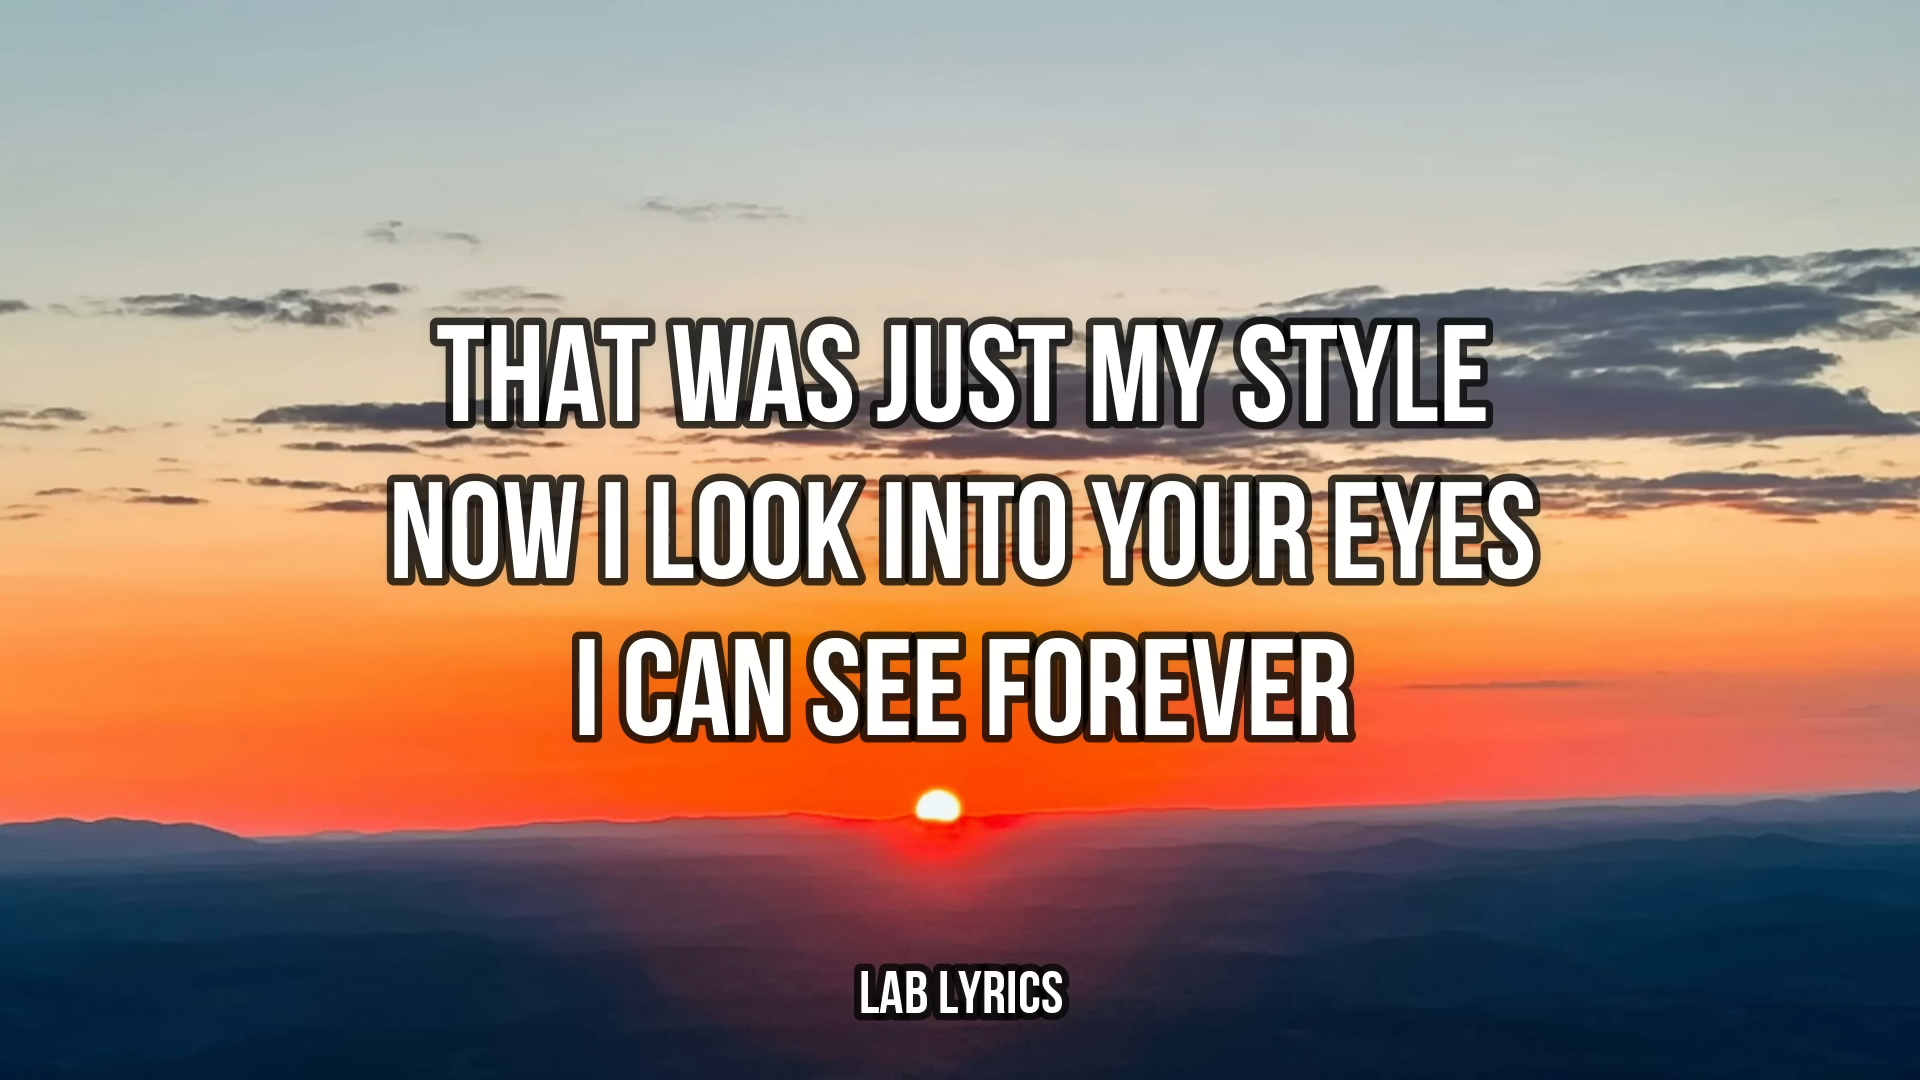 THAT WAS JUST MY STYLE
NOW I LOOK INTO YOUR EYES
I CAN SEE FOREVER
LAB LYRICS